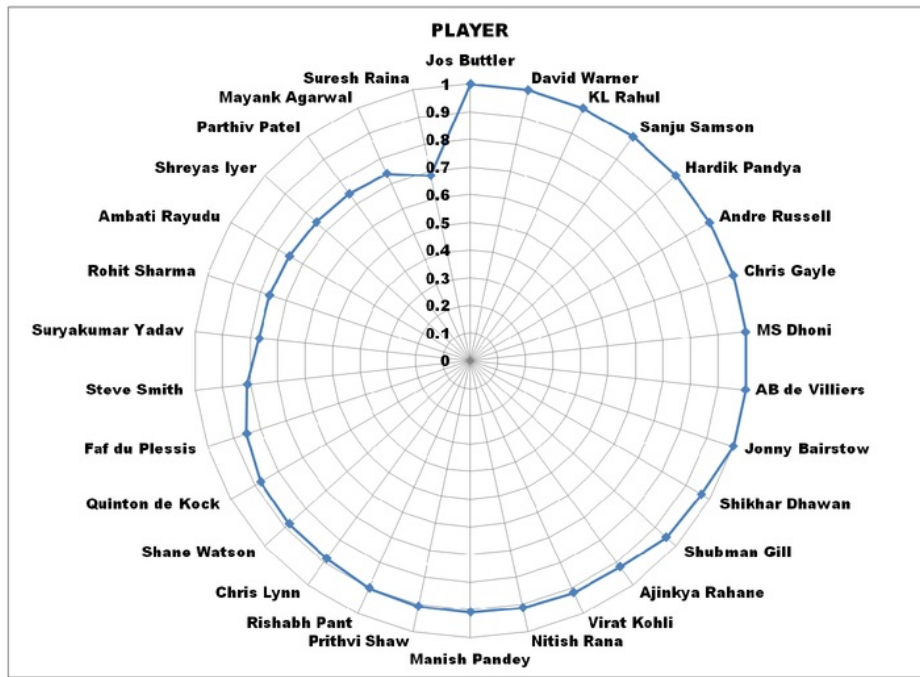 PLAYER
Jos Buttler
David Warner
KL Rahul
Sanju Samson
Hardik Pandya
Andre Russell
Chris Gayle
MS Dhoni
AB de Villiers
Jonny Bairstow
Shikhar Dhawan
Shubman Gill
Ajinkya Rahane
Virat Kohli
Nitish Rana
Manish Pandey
Prithvi Shaw
Rishabh Pant
Chris Lynn
Shane Watson
Quinton de Kock
Faf du Plessis
Steve Smith
Suryakumar Yadav
Rohit Sharma
Ambati Rayudu
Shreyas Iyer
Parthiv Patel
Mayank Agarwal
Suresh Raina
1
0.9
0.8
0.7
0.6
0.5
0.4
0.3
0.2
0.1
0